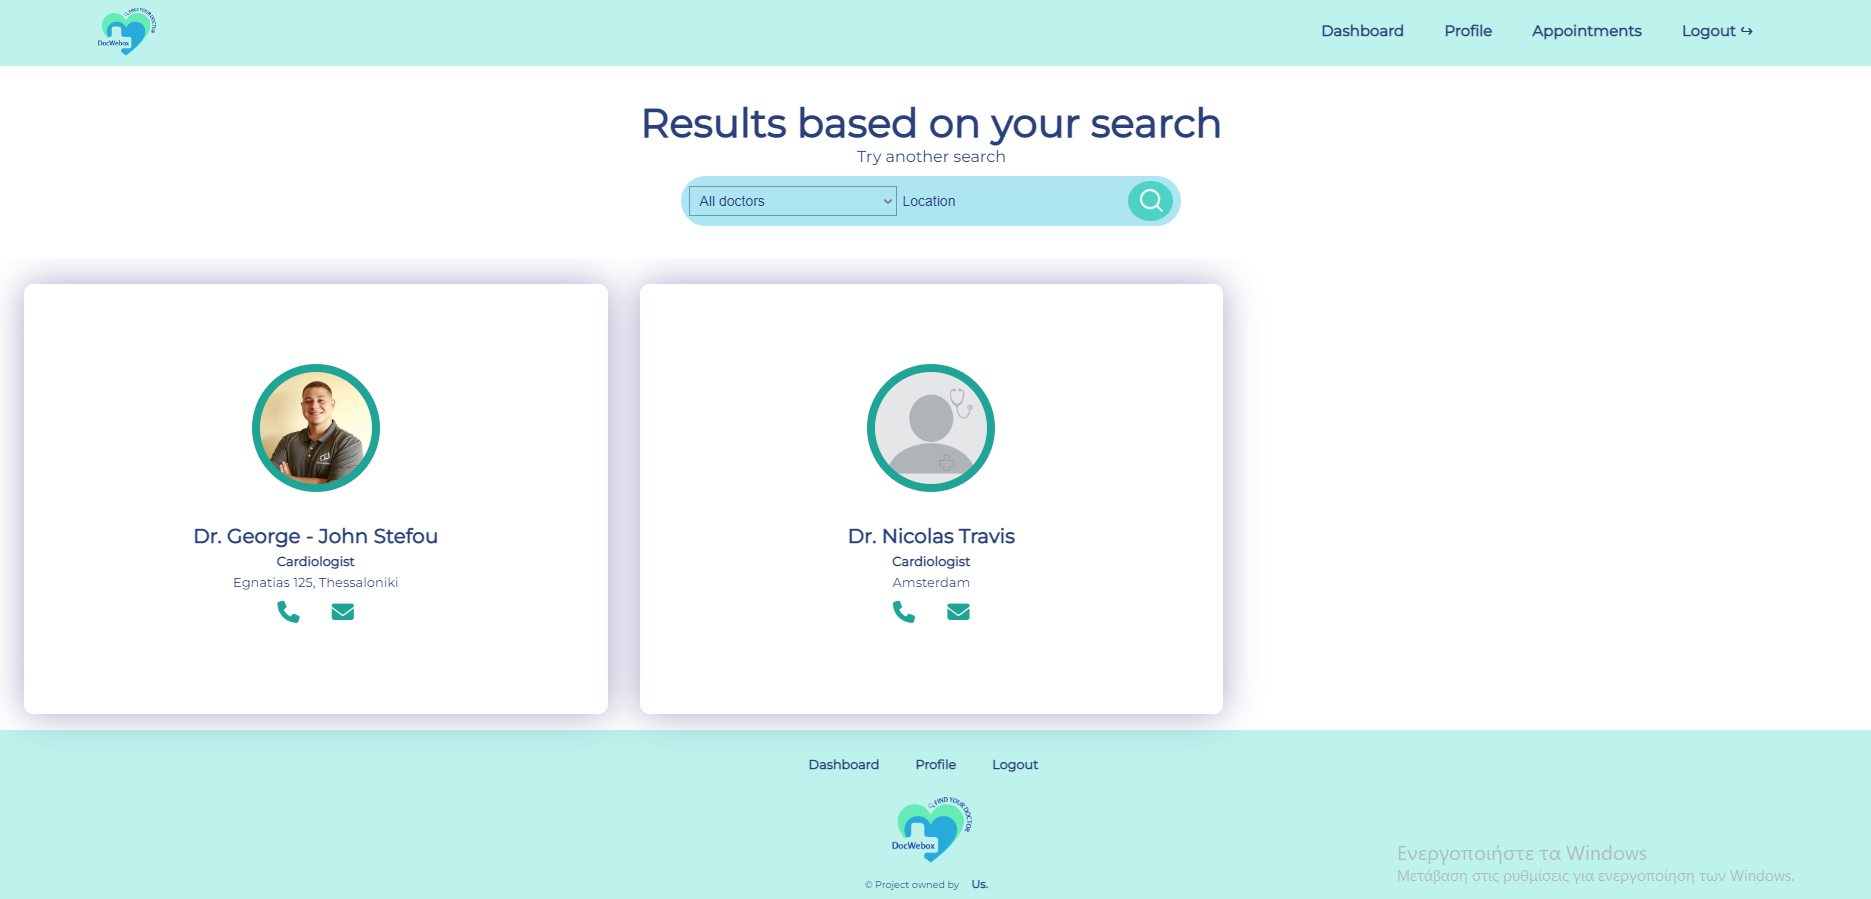 FIND YOUR DOCTOR
DocWebox
Dashboard Profile Appointments Logout
Results based on your search
Try another search
All doctors Location
Dr. George - John Stefou
Cardiologist
Egnatias 125, Thessaloniki
Dr. Nicolas Travis
Cardiologist
Amsterdam
Dashboard Profile Logout
FIND YOUR DOCTOR
DocWebox
© Project owned by Us.
Ενεργοποιήστε τα Windows
Μετάβαση στις ρυθμίσεις για ενεργοποίηση των Windows.